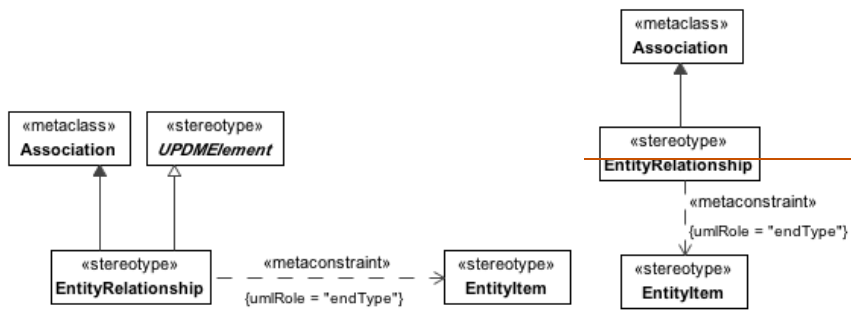 «metaclass»
Association
«stereotype»
UPDMElement
«stereotype»
EntityRelationship
«metaconstraint»
{umlRole = "endType"}
«stereotype»
EntityItem
«metaclass»
Association
«stereotype»
EntityRelationship
«metaconstraint»
{umlRole = "endType"}
«stereotype»
EntityItem